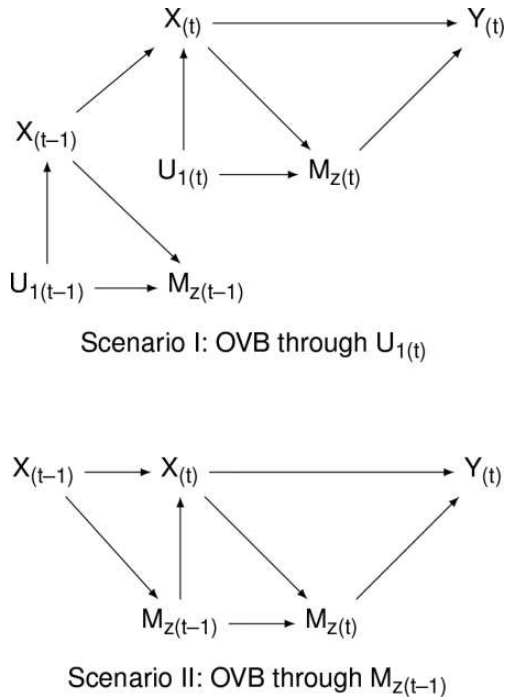 X(t) Y(t)
X(t−1)
U1(t) Mz(t)
U1(t−1) Mz(t−1)
Scenario I: OVB through U1(t)
X(t−1) X(t) Y(t)
Mz(t−1) Mz(t)
Scenario II: OVB through Mz(t−1)